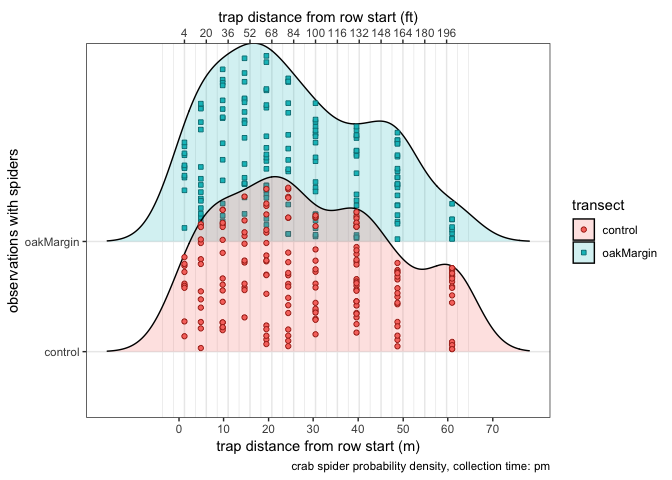 trap distance from row start (ft)
4 20 36 52 68 84 100 116 132 148 164 180 196
observations with spiders
oakMargin
control
transect
control
oakMargin
0 10 20 30 40 50 60 70
trap distance from row start (m)
crab spider probability density, collection time: pm